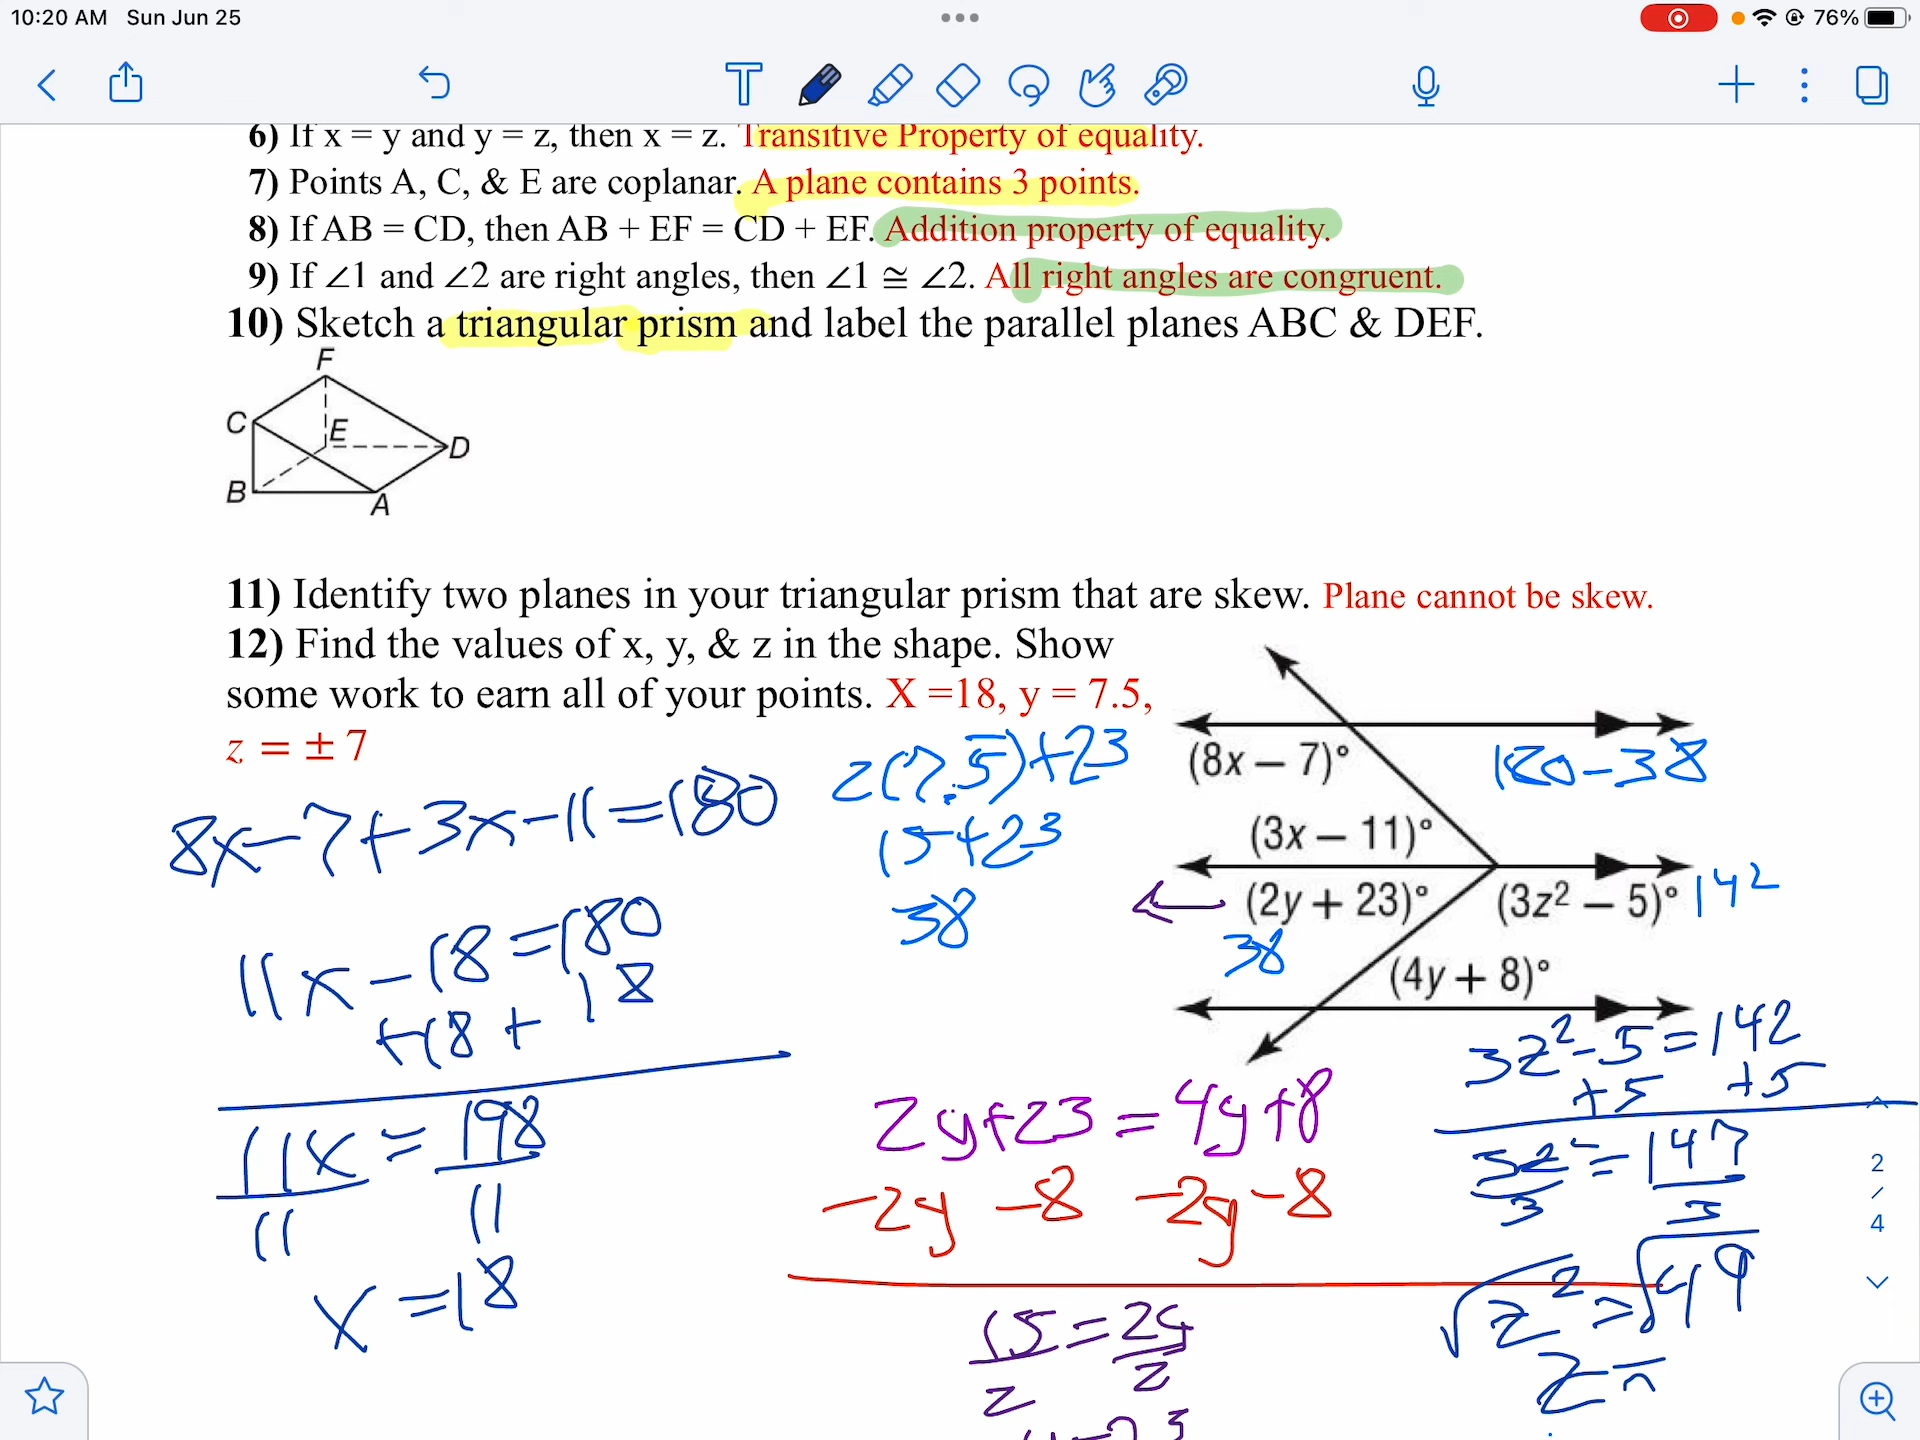 10:20 AM Sun Jun 25
76%
6) If x = y and y = z, then x = z. Transitive Property of equality.
7) Points A, C, & E are coplanar. A plane contains 3 points.
8) If AB = CD, then AB + EF = CD + EF. Addition property of equality.
9) If ∠1 and ∠2 are right angles, then ∠1 ≅ ∠2. All right angles are congruent.
10) Sketch a triangular prism and label the parallel planes ABC & DEF.
F
C
E
D
B
A
11) Identify two planes in your triangular prism that are skew. Plane cannot be skew.
12) Find the values of x, y, & z in the shape. Show
some work to earn all of your points. X =18, y = 7.5,
z = ± 7
8x-7+3x-11=180
11x-18=180
+18 + 18
11x = 198
11 11
x=18
2(7.5)+23
15+23
38
(8x – 7)°
180-38
(3x – 11)°
(2y + 23)°
(3z² – 5)° 142
38
(4y + 8)°
2y+23=4y+8
-2y -8 -2y -8
15=2y
2 2
3z²-5=142
+5 +5
3z²=147
3 3
√z²=√49
z=
2
/
4